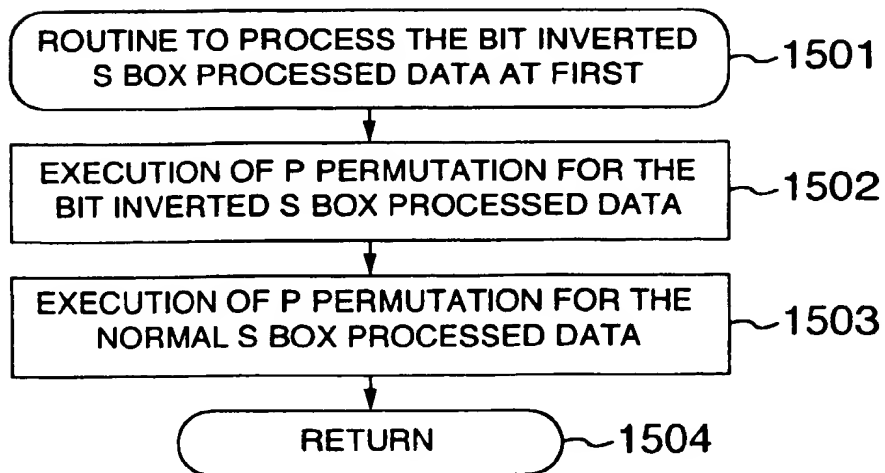 ROUTINE TO PROCESS THE BIT INVERTED
S BOX PROCESSED DATA AT FIRST
1501
EXECUTION OF P PERMUTATION FOR THE
BIT INVERTED S BOX PROCESSED DATA
1502
EXECUTION OF P PERMUTATION FOR THE
NORMAL S BOX PROCESSED DATA
1503
RETURN
1504